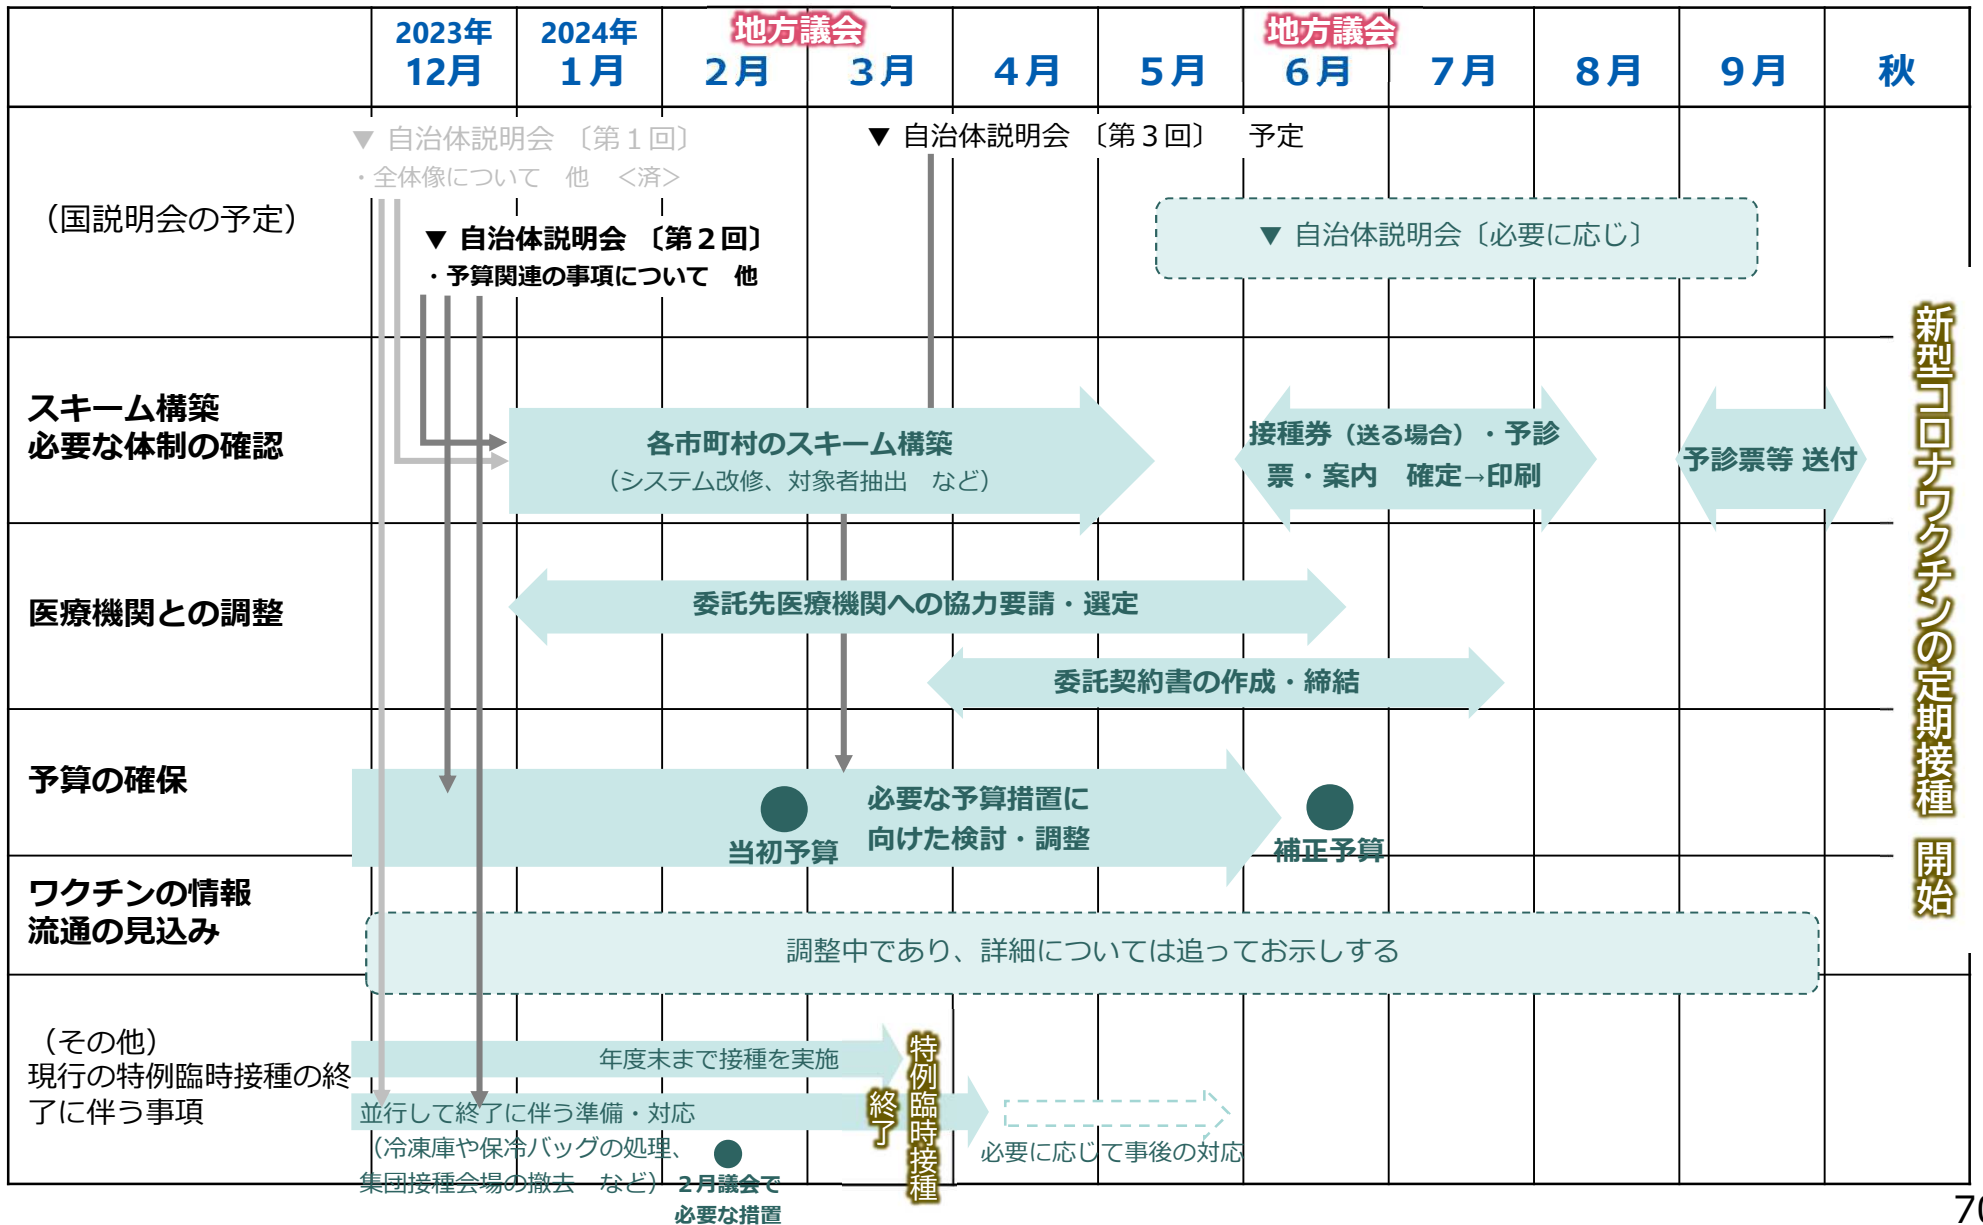 2023年
12月
2024年
１月
地方議会
２月
３月
４月
５月
地方議会
６月
７月
８月
９月
秋
（国説明会の予定）
▼ 自治体説明会 〔第１回〕
・全体像について　他　＜済＞
▼ 自治体説明会 〔第２回〕
・予算関連の事項について　他
▼ 自治体説明会 〔第３回〕　予定
▼ 自治体説明会〔必要に応じ〕
スキーム構築
必要な体制の確認
各市町村のスキーム構築
（システム改修、対象者抽出　など）
接種券（送る場合）・予診
票・案内　確定→印刷
予診票等 送付
医療機関との調整
委託先医療機関への協力要請・選定
委託契約書の作成・締結
予算の確保
当初予算
必要な予算措置に
向けた検討・調整
補正予算
ワクチンの情報
流通の見込み
調整中であり、詳細については追ってお示しする
（その他）
現行の特例臨時接種の終
了に伴う事項
年度末まで接種を実施
並行して終了に伴う準備・対応
（冷凍庫や保冷バッグの処理、
集団接種会場の撤去　など）
２月議会で
必要な措置
特例臨時接種
終了
必要に応じて事後の対応
新型コロナワクチンの定期接種　開始